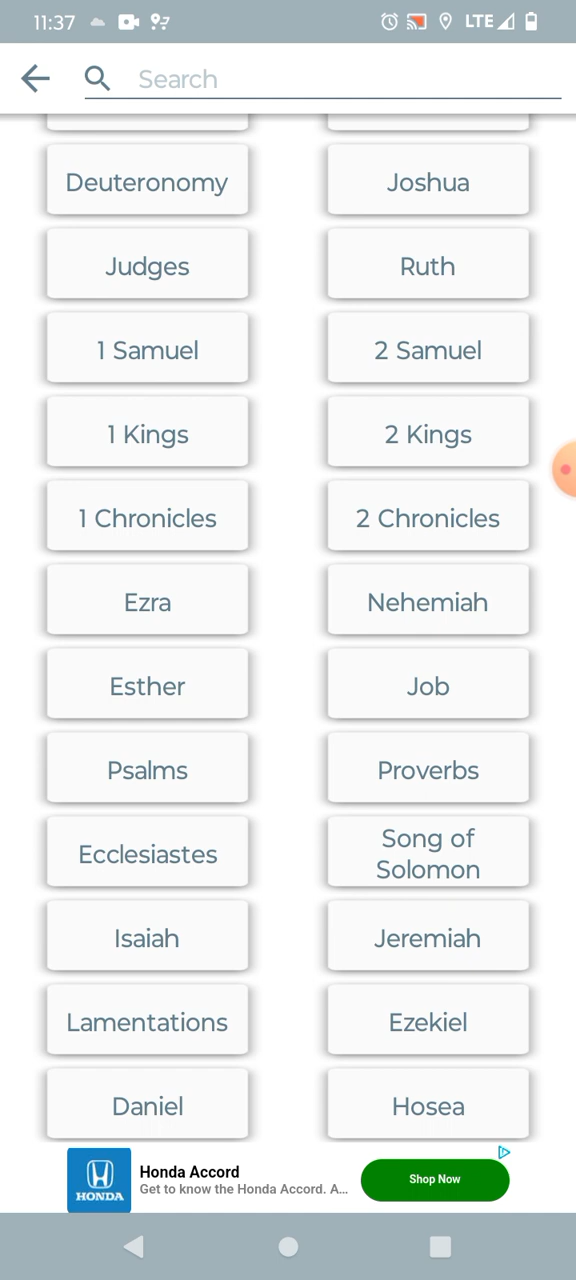 11:37
LTE
Search
Deuteronomy
Joshua
Judges
Ruth
1 Samuel
2 Samuel
1 Kings
2 Kings
1 Chronicles
2 Chronicles
Ezra
Nehemiah
Esther
Job
Psalms
Proverbs
Ecclesiastes
Song of
Solomon
Isaiah
Jeremiah
Lamentations
Ezekiel
Daniel
Hosea
HONDA
Honda Accord
Get to know the Honda Accord. A...
Shop Now